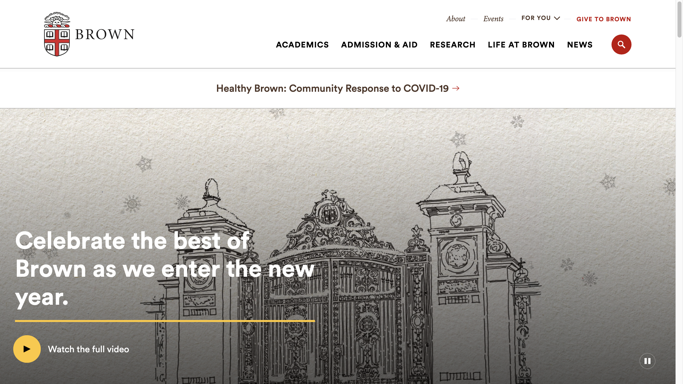 BROWN
About Events FOR YOU GIVE TO BROWN
ACADEMICS ADMISSION & AID RESEARCH LIFE AT BROWN NEWS
Healthy Brown: Community Response to COVID-19 →
Celebrate the best of
Brown as we enter the new
year.
Watch the full video